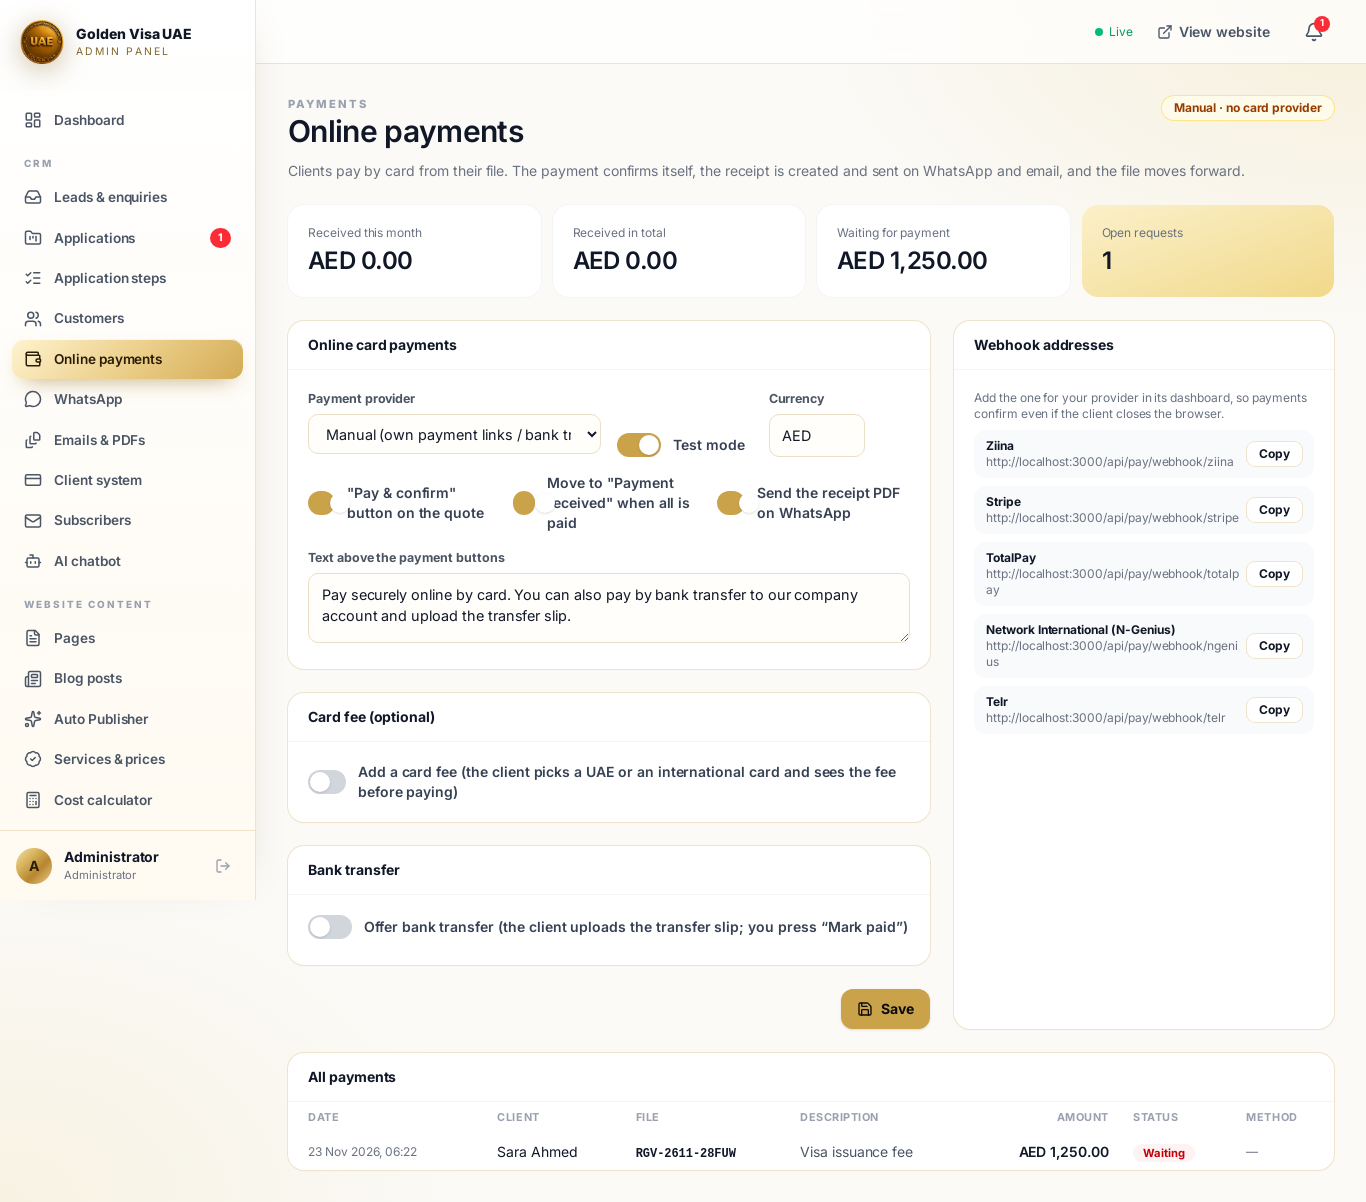 UAE
Golden Visa UAE
ADMIN PANEL
Dashboard
CRM
Leads & enquiries
Applications
1
Application steps
Customers
Online payments
WhatsApp
Emails & PDFs
Client system
Subscribers
AI chatbot
WEBSITE CONTENT
Pages
Blog posts
Auto Publisher
Services & prices
Cost calculator
A
Administrator
Administrator
Live
View website
1
PAYMENTS
Online payments
Manual · no card provider
Clients pay by card from their file. The payment confirms itself, the receipt is created and sent on WhatsApp and email, and the file moves forward.
Received this month
AED 0.00
Received in total
AED 0.00
Waiting for payment
AED 1,250.00
Open requests
1
Online card payments
Payment provider
Manual (own payment links / bank tr
Test mode
Currency
AED
"Pay & confirm"
button on the quote
Move to "Payment
eceived" when all is
paid
Send the receipt PDF
on WhatsApp
Text above the payment buttons
Pay securely online by card. You can also pay by bank transfer to our company
account and upload the transfer slip.
Card fee (optional)
Add a card fee (the client picks a UAE or an international card and sees the fee
before paying)
Bank transfer
Offer bank transfer (the client uploads the transfer slip; you press “Mark paid”)
Save
Webhook addresses
Add the one for your provider in its dashboard, so payments
confirm even if the client closes the browser.
Ziina
http://localhost:3000/api/pay/webhook/ziina
Copy
Stripe
http://localhost:3000/api/pay/webhook/stripe
Copy
TotalPay
http://localhost:3000/api/pay/webhook/totalp
ay
Copy
Network International (N-Genius)
http://localhost:3000/api/pay/webhook/ngeni
us
Copy
Telr
http://localhost:3000/api/pay/webhook/telr
Copy
All payments
DATE CLIENT FILE DESCRIPTION AMOUNT STATUS METHOD
23 Nov 2026, 06:22 Sara Ahmed RGV-2611-28FUW Visa issuance fee AED 1,250.00 Waiting —